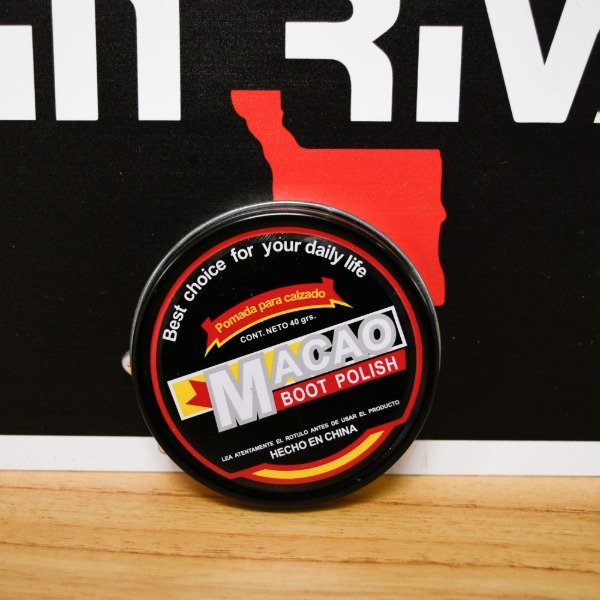 RIV
Best choice for your daily life
Pomada para calzado
CONT. NETO 40 grs.
MACAO
BOOT POLISH
LEA ATENTAMENTE EL ROTULO ANTES DE USAR EL PRODUCTO
HECHO EN CHINA